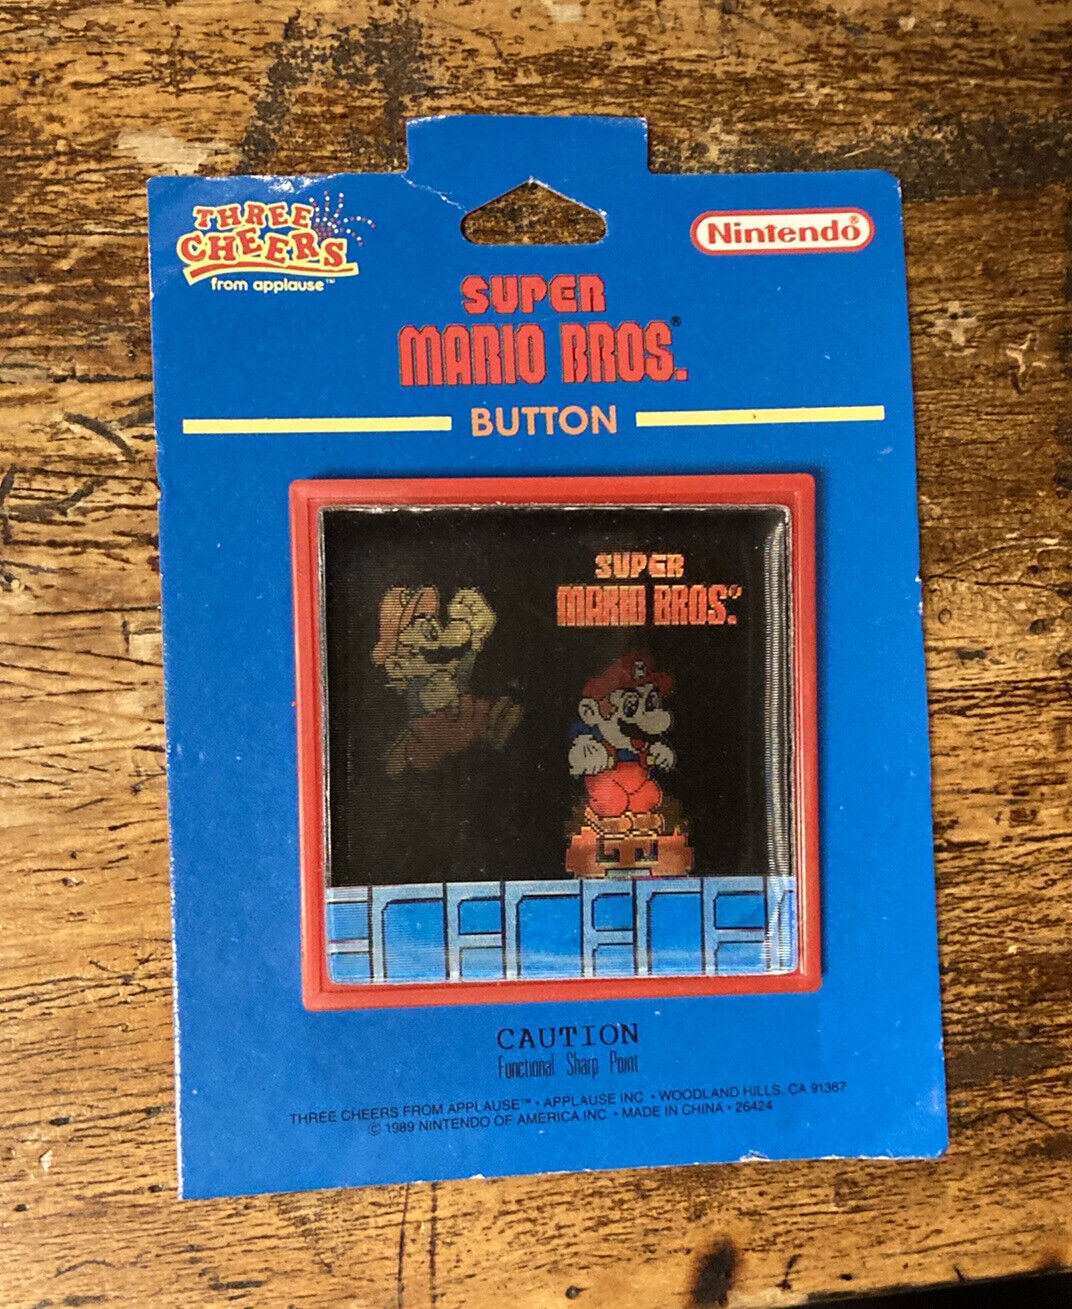 THREE
CHEERS
from applause™
Nintendo®
SUPER
MARIO BROS.®
BUTTON
SUPER
MARIO BROS.®
M
CAUTION
Functional Sharp Point
THREE CHEERS FROM APPLAUSE™ • APPLAUSE INC. • WOODLAND HILLS, CA 91367
© 1989 NINTENDO OF AMERICA INC. • MADE IN CHINA • 26424